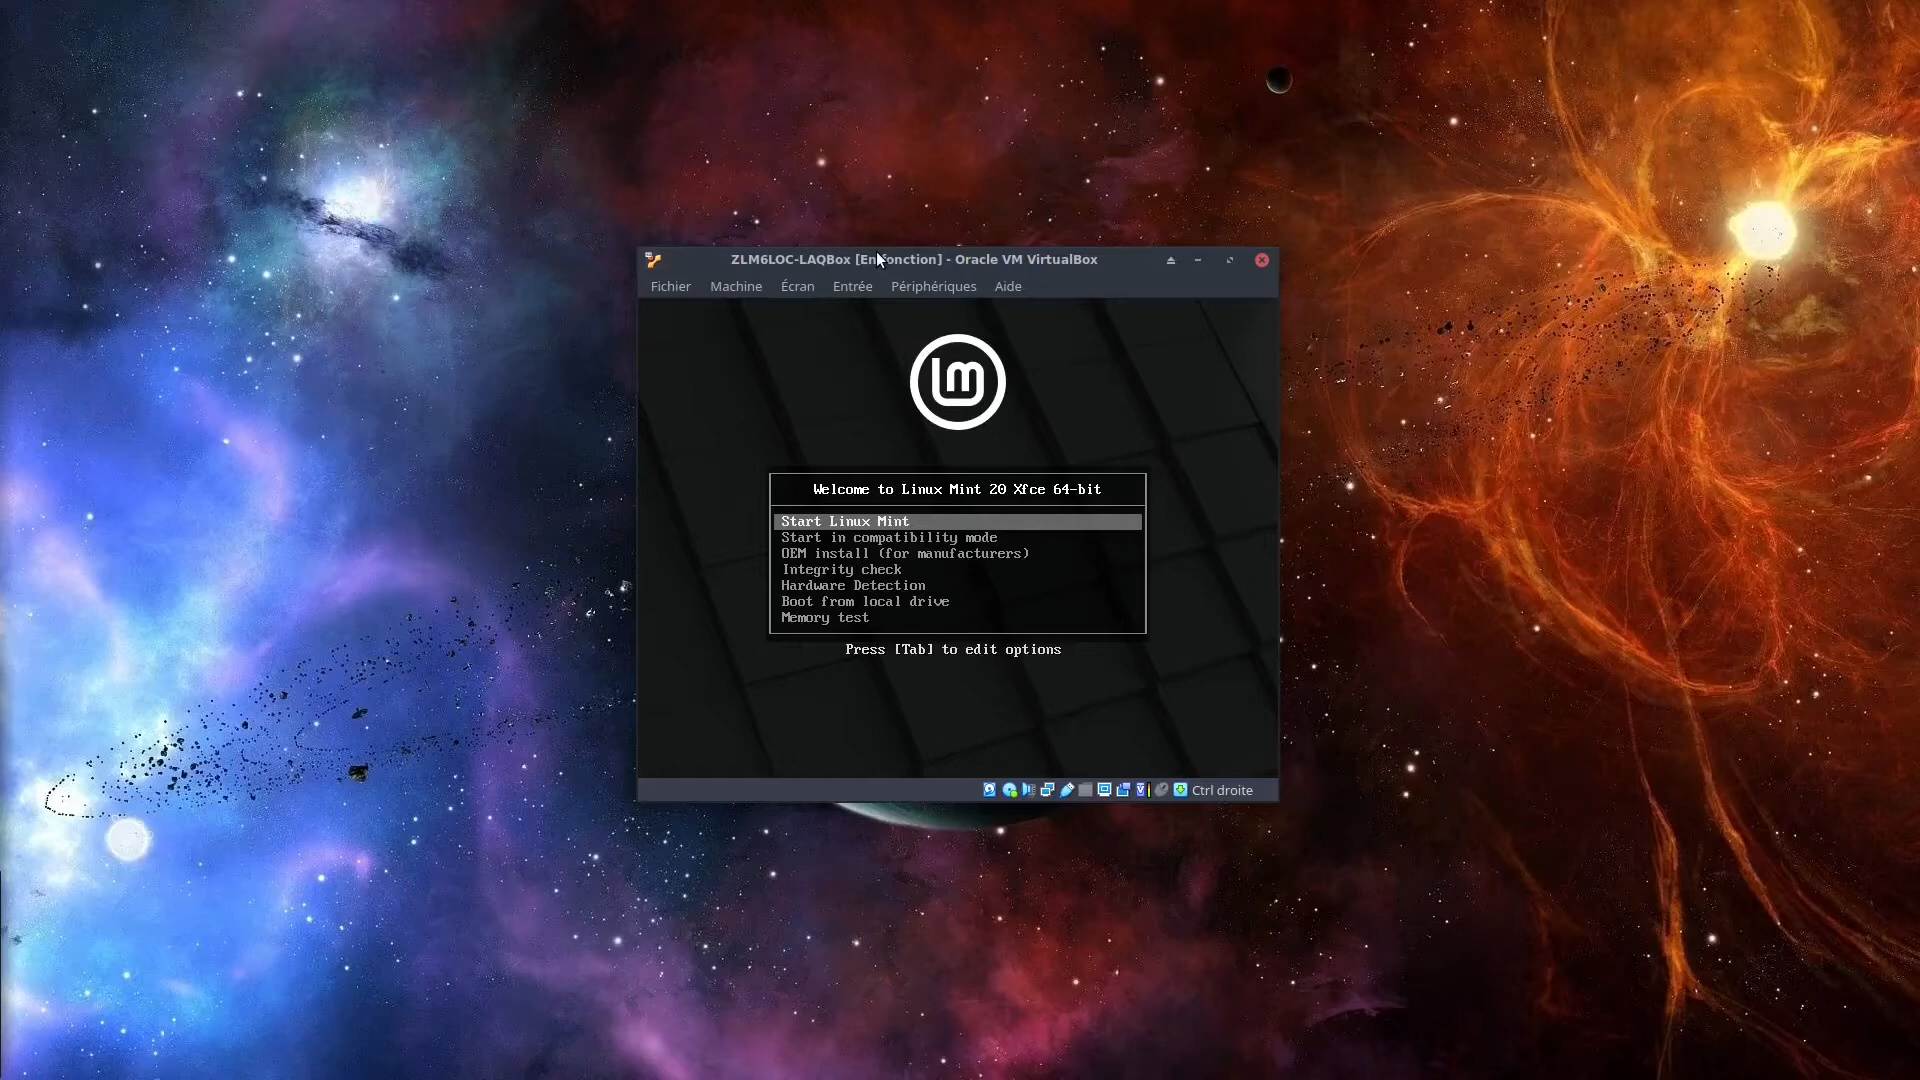 ZLM6LOC-LAQBox [En fonction] - Oracle VM VirtualBox
Fichier Machine Écran Entrée Périphériques Aide
lm
Welcome to Linux Mint 20 Xfce 64-bit
Start Linux Mint
Start in compatibility mode
OEM install (for manufacturers)
Integrity check
Hardware Detection
Boot from local drive
Memory test
Press [Tab] to edit options
Ctrl droite